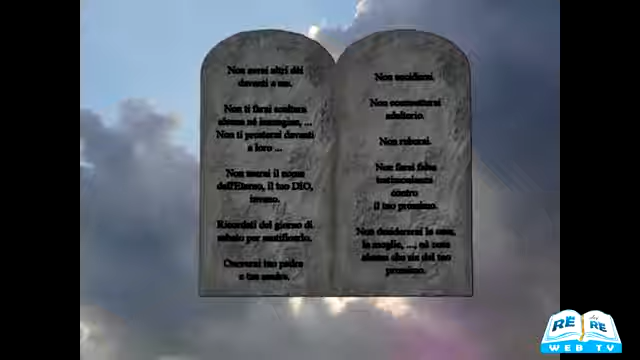 Non avrai altri dèi
davanti a me.
Non ti farai scultura
alcuna né immagine, ...
Non ti prostrerai davanti
a loro ...
Non userai il nome
dell'Eterno, il tuo DIO,
invano.
Ricordati del giorno di
sabato per santificarlo.
Onorerai tuo padre
e tua madre.
Non ucciderai.
Non commetterai
adulterio.
Non ruberai.
Non farai falsa
testimonianza
contro
il tuo prossimo.
Non desidererai la casa,
la moglie, ..., né cosa
alcuna che sia del tuo
prossimo.
RE
RE
WEB TV